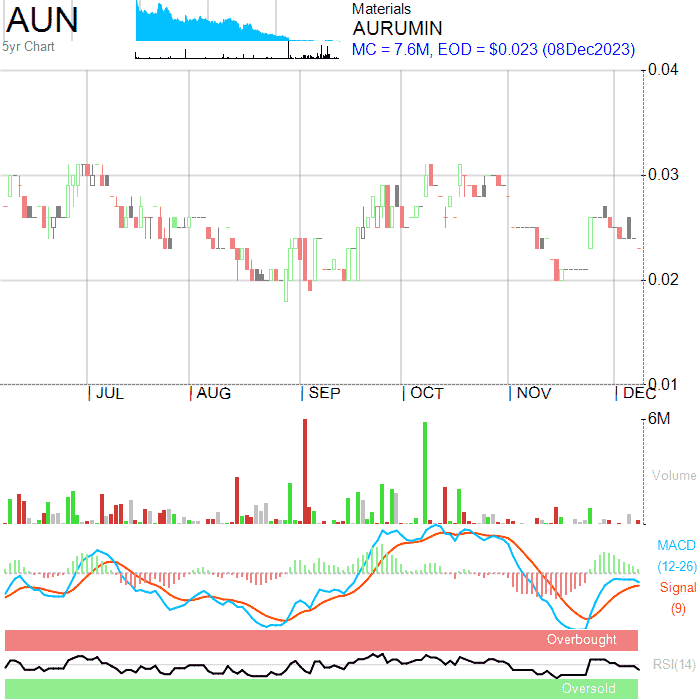 AUN
5yr Chart
Materials
AURUMIN
MC = 7.6M, EOD = $0.023 (08Dec2023)
0.04
0.03
0.02
0.01
JUL AUG SEP OCT NOV DEC
6M
Volume
MACD
(12-26)
Signal
(9)
Overbought
RSI(14)
Oversold